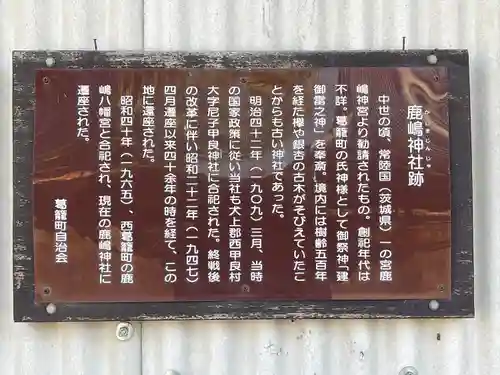 鹿嶋神社跡
かしまじんじゃ
中世の頃、常陸国（茨城県）一の宮鹿
嶋神宮より勧請されたもの。創祀年代は
不詳。葛籠町の氏神様として御祭神「建
御雷之神」を奉斎。境内には樹齢五百年
を経た欅や銀杏の古木がそびえていたこ
とからも古い神社であった。
明治四十二年（一九〇九）三月、当時
の国家政策に従い当社も犬上郡西甲良村
大字尼子甲良神社に合祀された。終戦後
の改革に伴い昭和二十二年（一九四七）
四月遷座以来四十余年の時を経て、この
地に還座された。
昭和四十年（一九六五）、西葛籠町の鹿
嶋八幡宮と合祀され、現在の鹿嶋神社に
遷座された。
葛籠町自治会